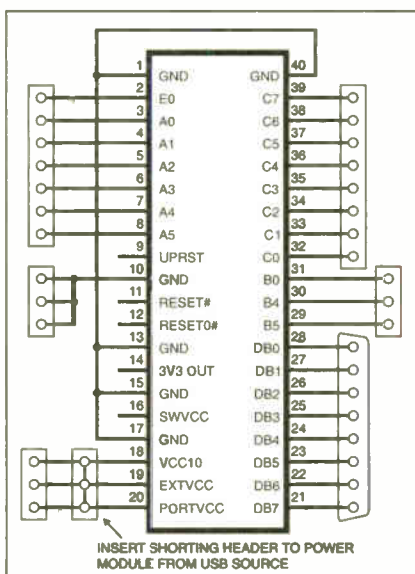 1 GND GND 40
2 E0 C7 39
3 A0 C6 38
4 A1 C5 37
5 A2 C4 36
6 A3 C3 35
7 A4 C2 34
8 A5 C1 33
9 UPRST C0 32
10 GND B0 31
11 RESET# B4 30
12 RESET0# B5 29
13 GND DB0 28
14 3V3 OUT DB1 27
15 GND DB2 26
16 SWVCC DB3 25
17 GND DB4 24
18 VCC10 DB5 23
19 EXTVCC DB6 22
20 PORTVCC DB7 21
INSERT SHORTING HEADER TO POWER
MODULE FROM USB SOURCE